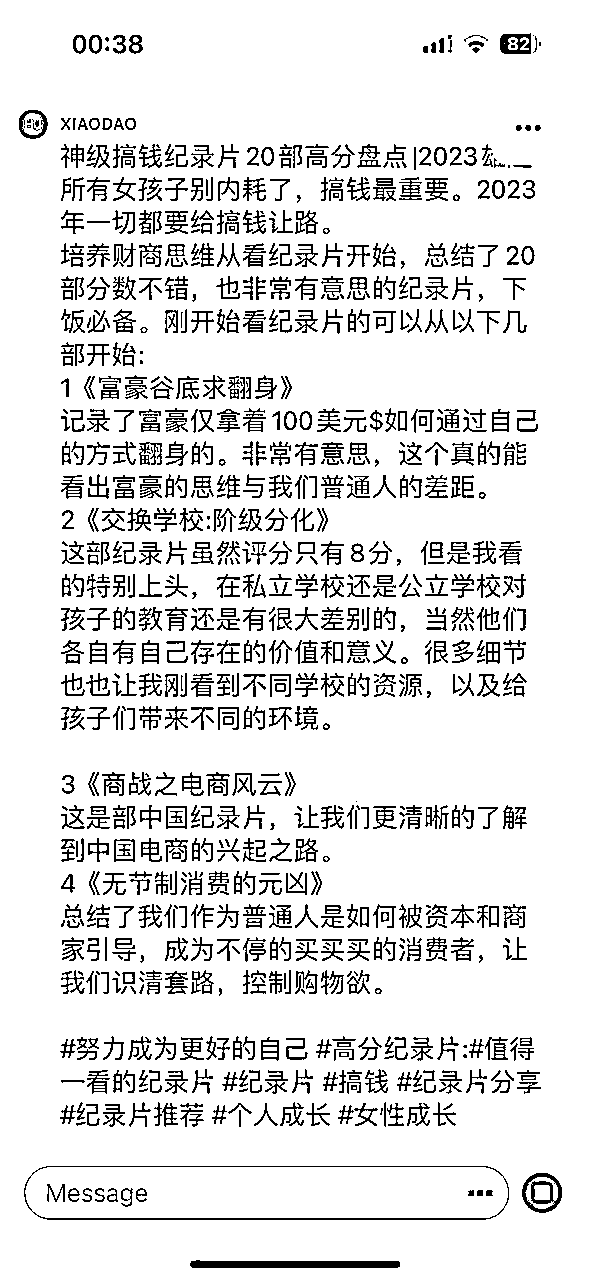 00:38
82
XIAODAO
神级搞钱纪录片20部高分盘点|2023
所有女孩子别内耗了，搞钱最重要。2023
年一切都要给搞钱让路。
培养财商思维从看纪录片开始，总结了20
部分数不错，也非常有意思的纪录片，下
饭必备。刚开始看纪录片的可以从以下几
部开始:
1《富豪谷底求翻身》
记录了富豪仅拿着100美元$如何通过自己
的方式翻身的。非常有意思，这个真的能
看出富豪的思维与我们普通人的差距。
2《交换学校:阶级分化》
这部纪录片虽然评分只有8分，但是我看
的特别上头，在私立学校还是公立学校对
孩子的教育还是有很大差别的，当然他们
各自有自己存在的价值和意义。很多细节
也也让我刚看到不同学校的资源，以及给
孩子们带来不同的环境。
3《商战之电商风云》
这是部中国纪录片，让我们更清晰的了解
到中国电商的兴起之路。
4《无节制消费的元凶》
总结了我们作为普通人是如何被资本和商
家引导，成为不停的买买买的消费者，让
我们识清套路，控制购物欲。
#努力成为更好的自己 #高分纪录片:#值得
一看的纪录片 #纪录片 #搞钱 #纪录片分享
#纪录片推荐 #个人成长 #女性成长
Message